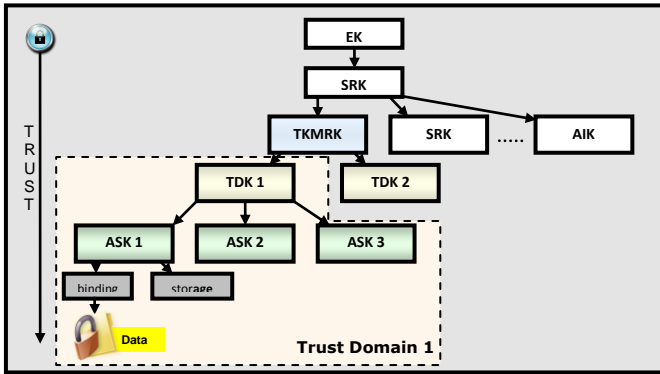 EK
SRK
TRUST
TKMRK
SRK
.....
AIK
TDK 1
TDK 2
ASK 1
ASK 2
ASK 3
binding
storage
Data
Trust Domain 1